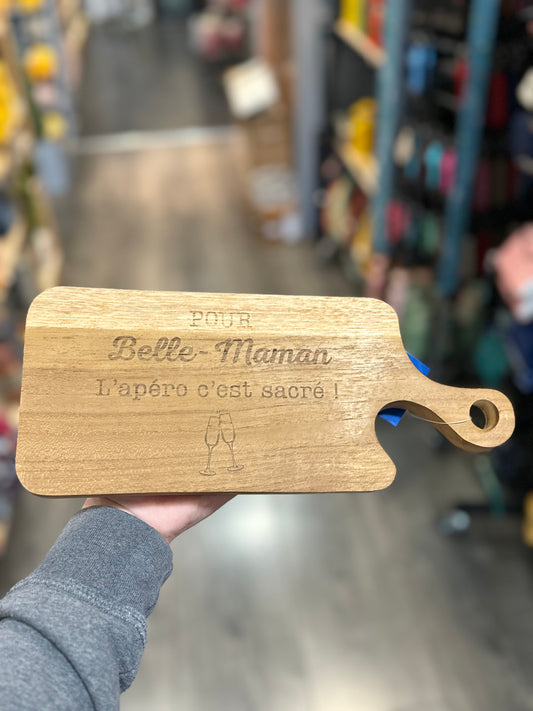 POUR
Belle-Maman
L'apéro c'est sacré !